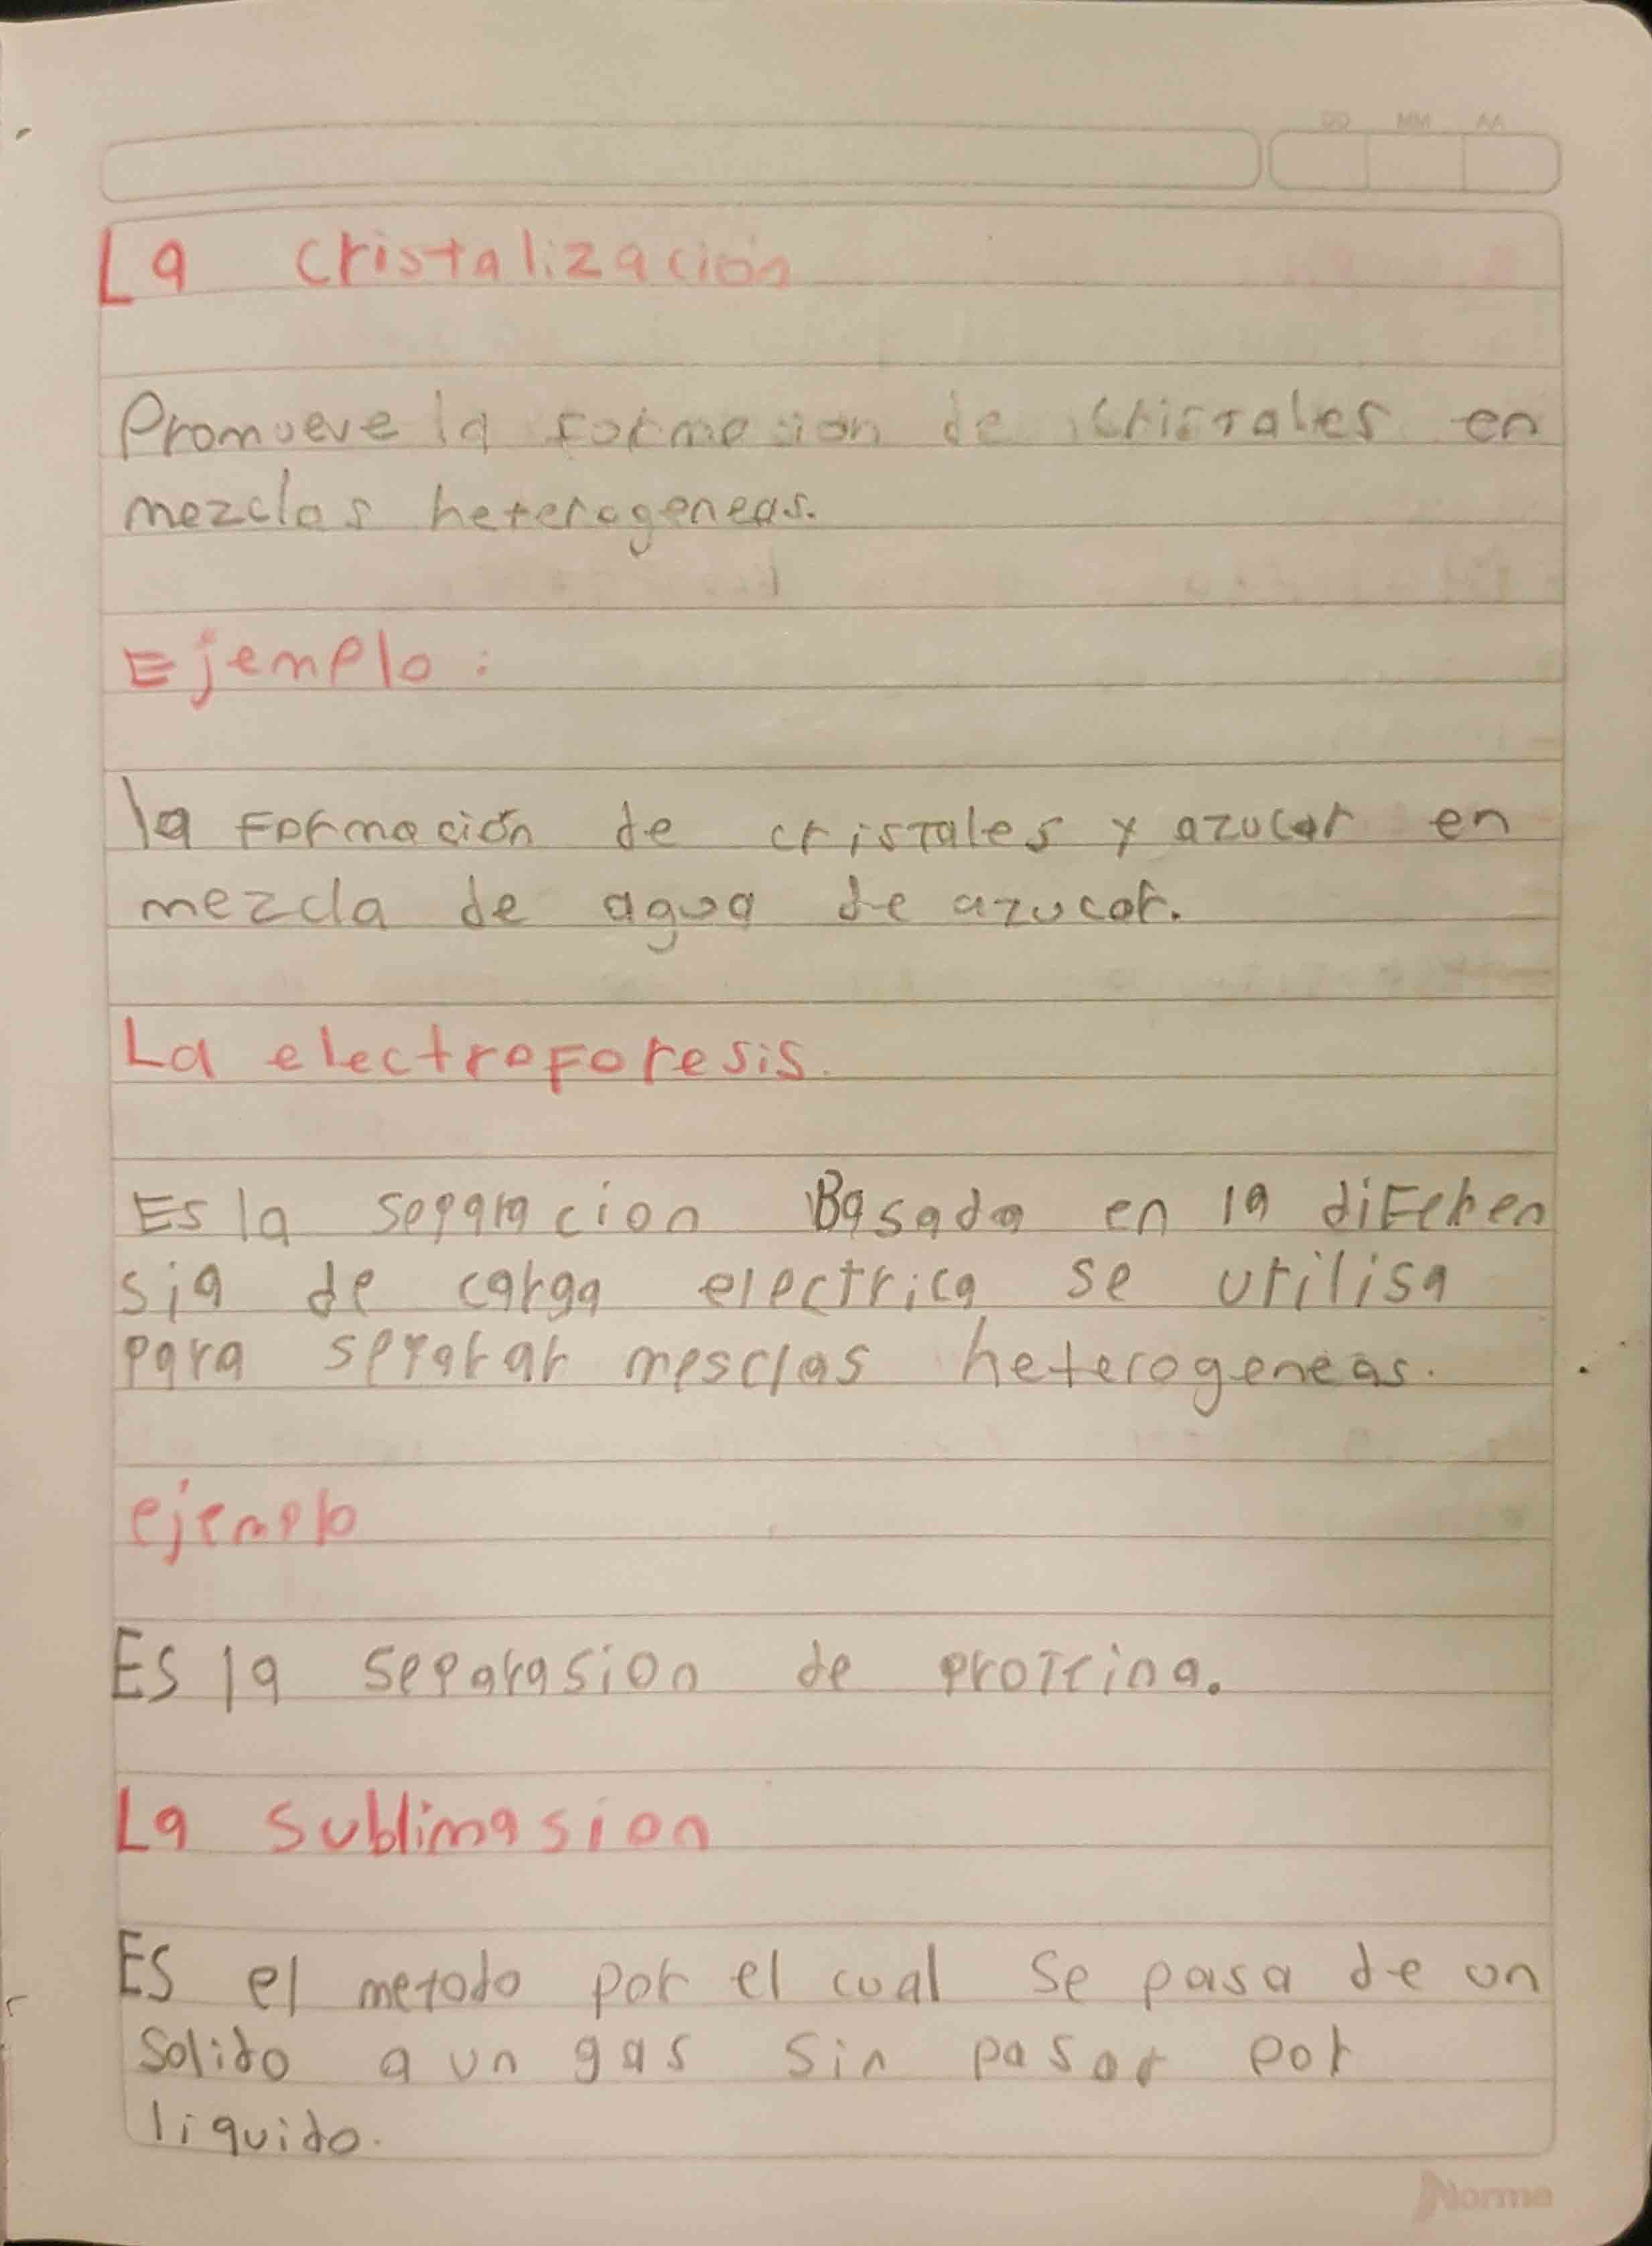 DD MM AA
La cristalización
Promueve la formacion de cristales en
mezclas heterogeneas.
Ejemplo:
la formación de cristales y azucar en
mezcla de agua de azucar.
La electroforesis.
Es la separacion Basada en la diferen
sia de carga electrica se utilisa
para serarar mesclas heterogeneas.
ejemplo
Es la separasion de proteina.
La sublimasion
Es el metodo por el cual se pasa de un
solido a un gas sin pasar por
liquido.
Norma